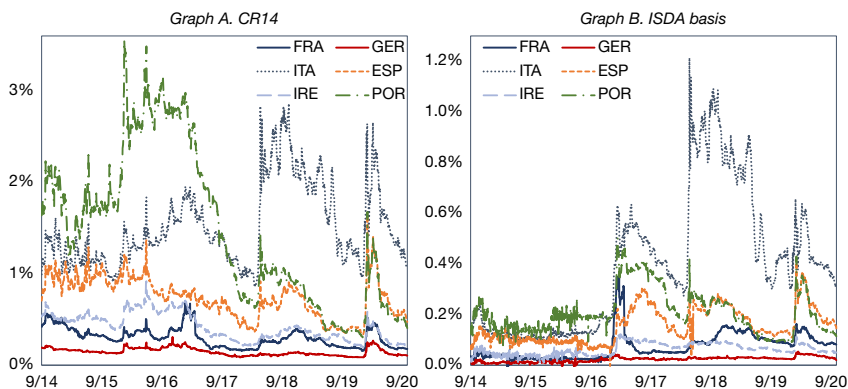 Graph A. CR14
FRA GER
ITA ESP
IRE POR
3%
2%
1%
0%
9/14 9/15 9/16 9/17 9/18 9/19 9/20
Graph B. ISDA basis
FRA GER
ITA ESP
IRE POR
1.2%
1.0%
0.8%
0.6%
0.4%
0.2%
0.0%
9/14 9/15 9/16 9/17 9/18 9/19 9/20